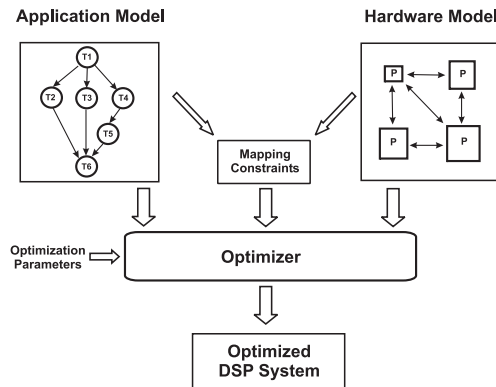 Application Model
Hardware Model
T1
T2
T3
T4
T5
T6
P
P
P
P
Mapping
Constraints
Optimization
Parameters
Optimizer
Optimized
DSP System